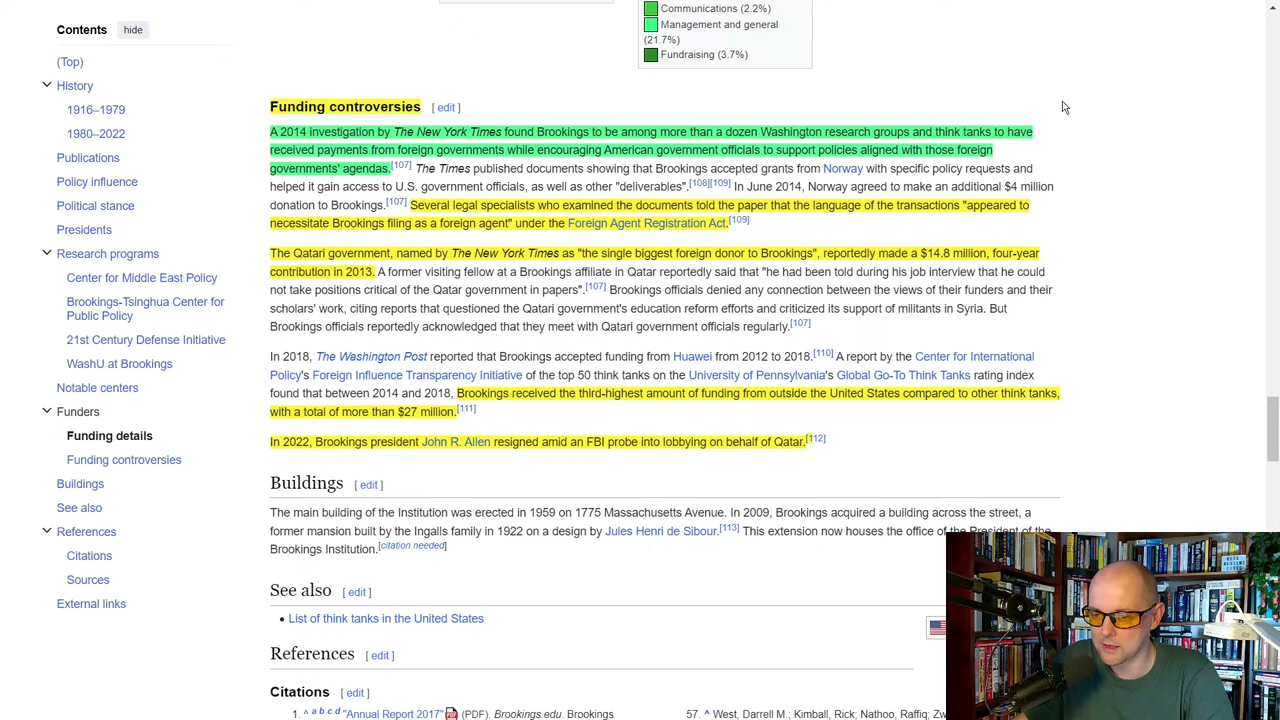 Communications (2.2%)
Management and general
(21.7%)
Fundraising (3.7%)
Contents hide
(Top)
History
1916–1979
1980–2022
Publications
Policy influence
Political stance
Presidents
Research programs
Center for Middle East Policy
Brookings-Tsinghua Center for
Public Policy
21st Century Defense Initiative
WashU at Brookings
Notable centers
Funders
Funding details
Funding controversies
Buildings
See also
References
Citations
Sources
External links
Funding controversies [ edit ]
A 2014 investigation by The New York Times found Brookings to be among more than a dozen Washington research groups and think tanks to have
received payments from foreign governments while encouraging American government officials to support policies aligned with those foreign
governments' agendas.[107] The Times published documents showing that Brookings accepted grants from Norway with specific policy requests and
helped it gain access to U.S. government officials, as well as other "deliverables".[108][109] In June 2014, Norway agreed to make an additional $4 million
donation to Brookings.[107] Several legal specialists who examined the documents told the paper that the language of the transactions "appeared to
necessitate Brookings filing as a foreign agent" under the Foreign Agent Registration Act.[109]
The Qatari government, named by The New York Times as "the single biggest foreign donor to Brookings", reportedly made a $14.8 million, four-year
contribution in 2013. A former visiting fellow at a Brookings affiliate in Qatar reportedly said that "he had been told during his job interview that he could
not take positions critical of the Qatar government in papers".[107] Brookings officials denied any connection between the views of their funders and their
scholars' work, citing reports that questioned the Qatari government's education reform efforts and criticized its support of militants in Syria. But
Brookings officials reportedly acknowledged that they meet with Qatari government officials regularly.[107]
In 2018, The Washington Post reported that Brookings accepted funding from Huawei from 2012 to 2018.[110] A report by the Center for International
Policy's Foreign Influence Transparency Initiative of the top 50 think tanks on the University of Pennsylvania's Global Go-To Think Tanks rating index
found that between 2014 and 2018, Brookings received the third-highest amount of funding from outside the United States compared to other think tanks,
with a total of more than $27 million.[111]
In 2022, Brookings president John R. Allen resigned amid an FBI probe into lobbying on behalf of Qatar.[112]
Buildings [ edit ]
The main building of the Institution was erected in 1959 on 1775 Massachusetts Avenue. In 2009, Brookings acquired a building across the street, a
former mansion built by the Ingalls family in 1922 on a design by Jules Henri de Sibour.[113] This extension now houses the office of the President of the
Brookings Institution.[citation needed]
See also [ edit ]
• List of think tanks in the United States
References [ edit ]
Citations [ edit ]
1. ^ a b c d "Annual Report 2017" (PDF). Brookings.edu. Brookings
57. ^ West, Darrell M.; Kimball, Rick; Nathoo, Raffiq; Zw